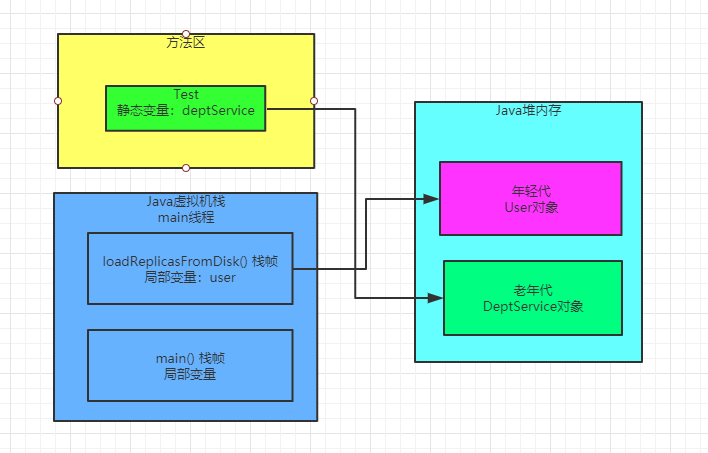 方法区
Test
静态变量：deptService
Java虚拟机栈
main线程
loadReplicasFromDisk() 栈帧
局部变量：user
main() 栈帧
局部变量
Java堆内存
年轻代
User对象
老年代
DeptService对象